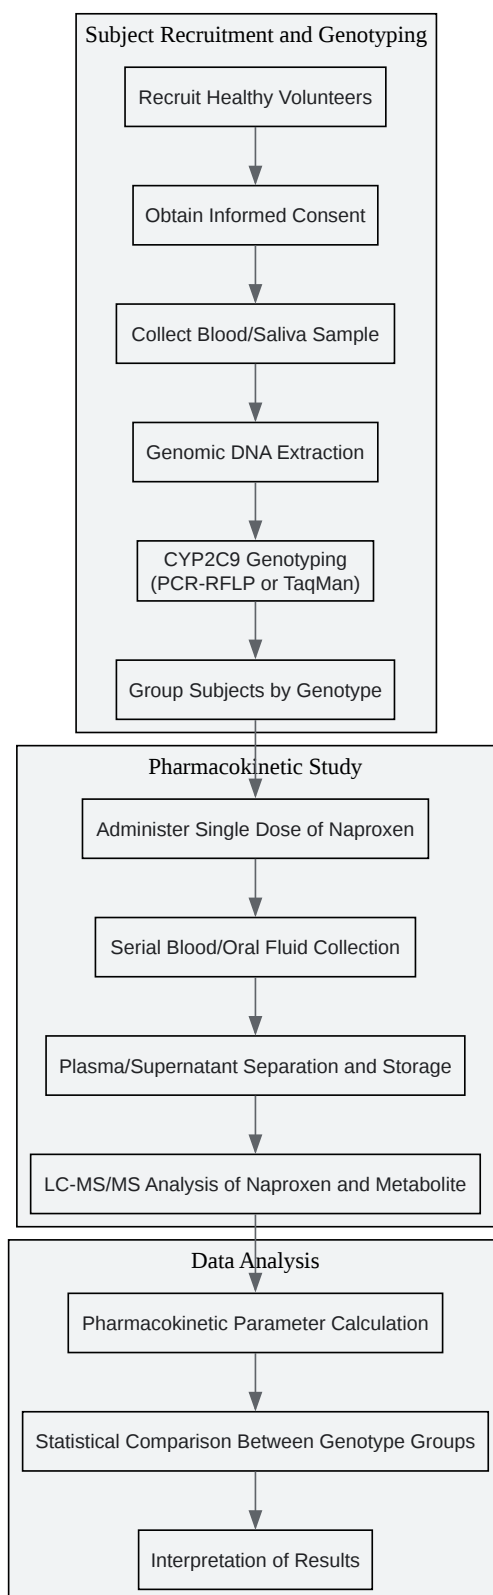 Subject Recruitment and Genotyping
Recruit Healthy Volunteers
Obtain Informed Consent
Collect Blood/Saliva Sample
Genomic DNA Extraction
CYP2C9 Genotyping
(PCR-RFLP or TaqMan)
Group Subjects by Genotype
Pharmacokinetic Study
Administer Single Dose of Naproxen
Serial Blood/Oral Fluid Collection
Plasma/Supernatant Separation and Storage
LC-MS/MS Analysis of Naproxen and Metabolite
Data Analysis
Pharmacokinetic Parameter Calculation
Statistical Comparison Between Genotype Groups
Interpretation of Results